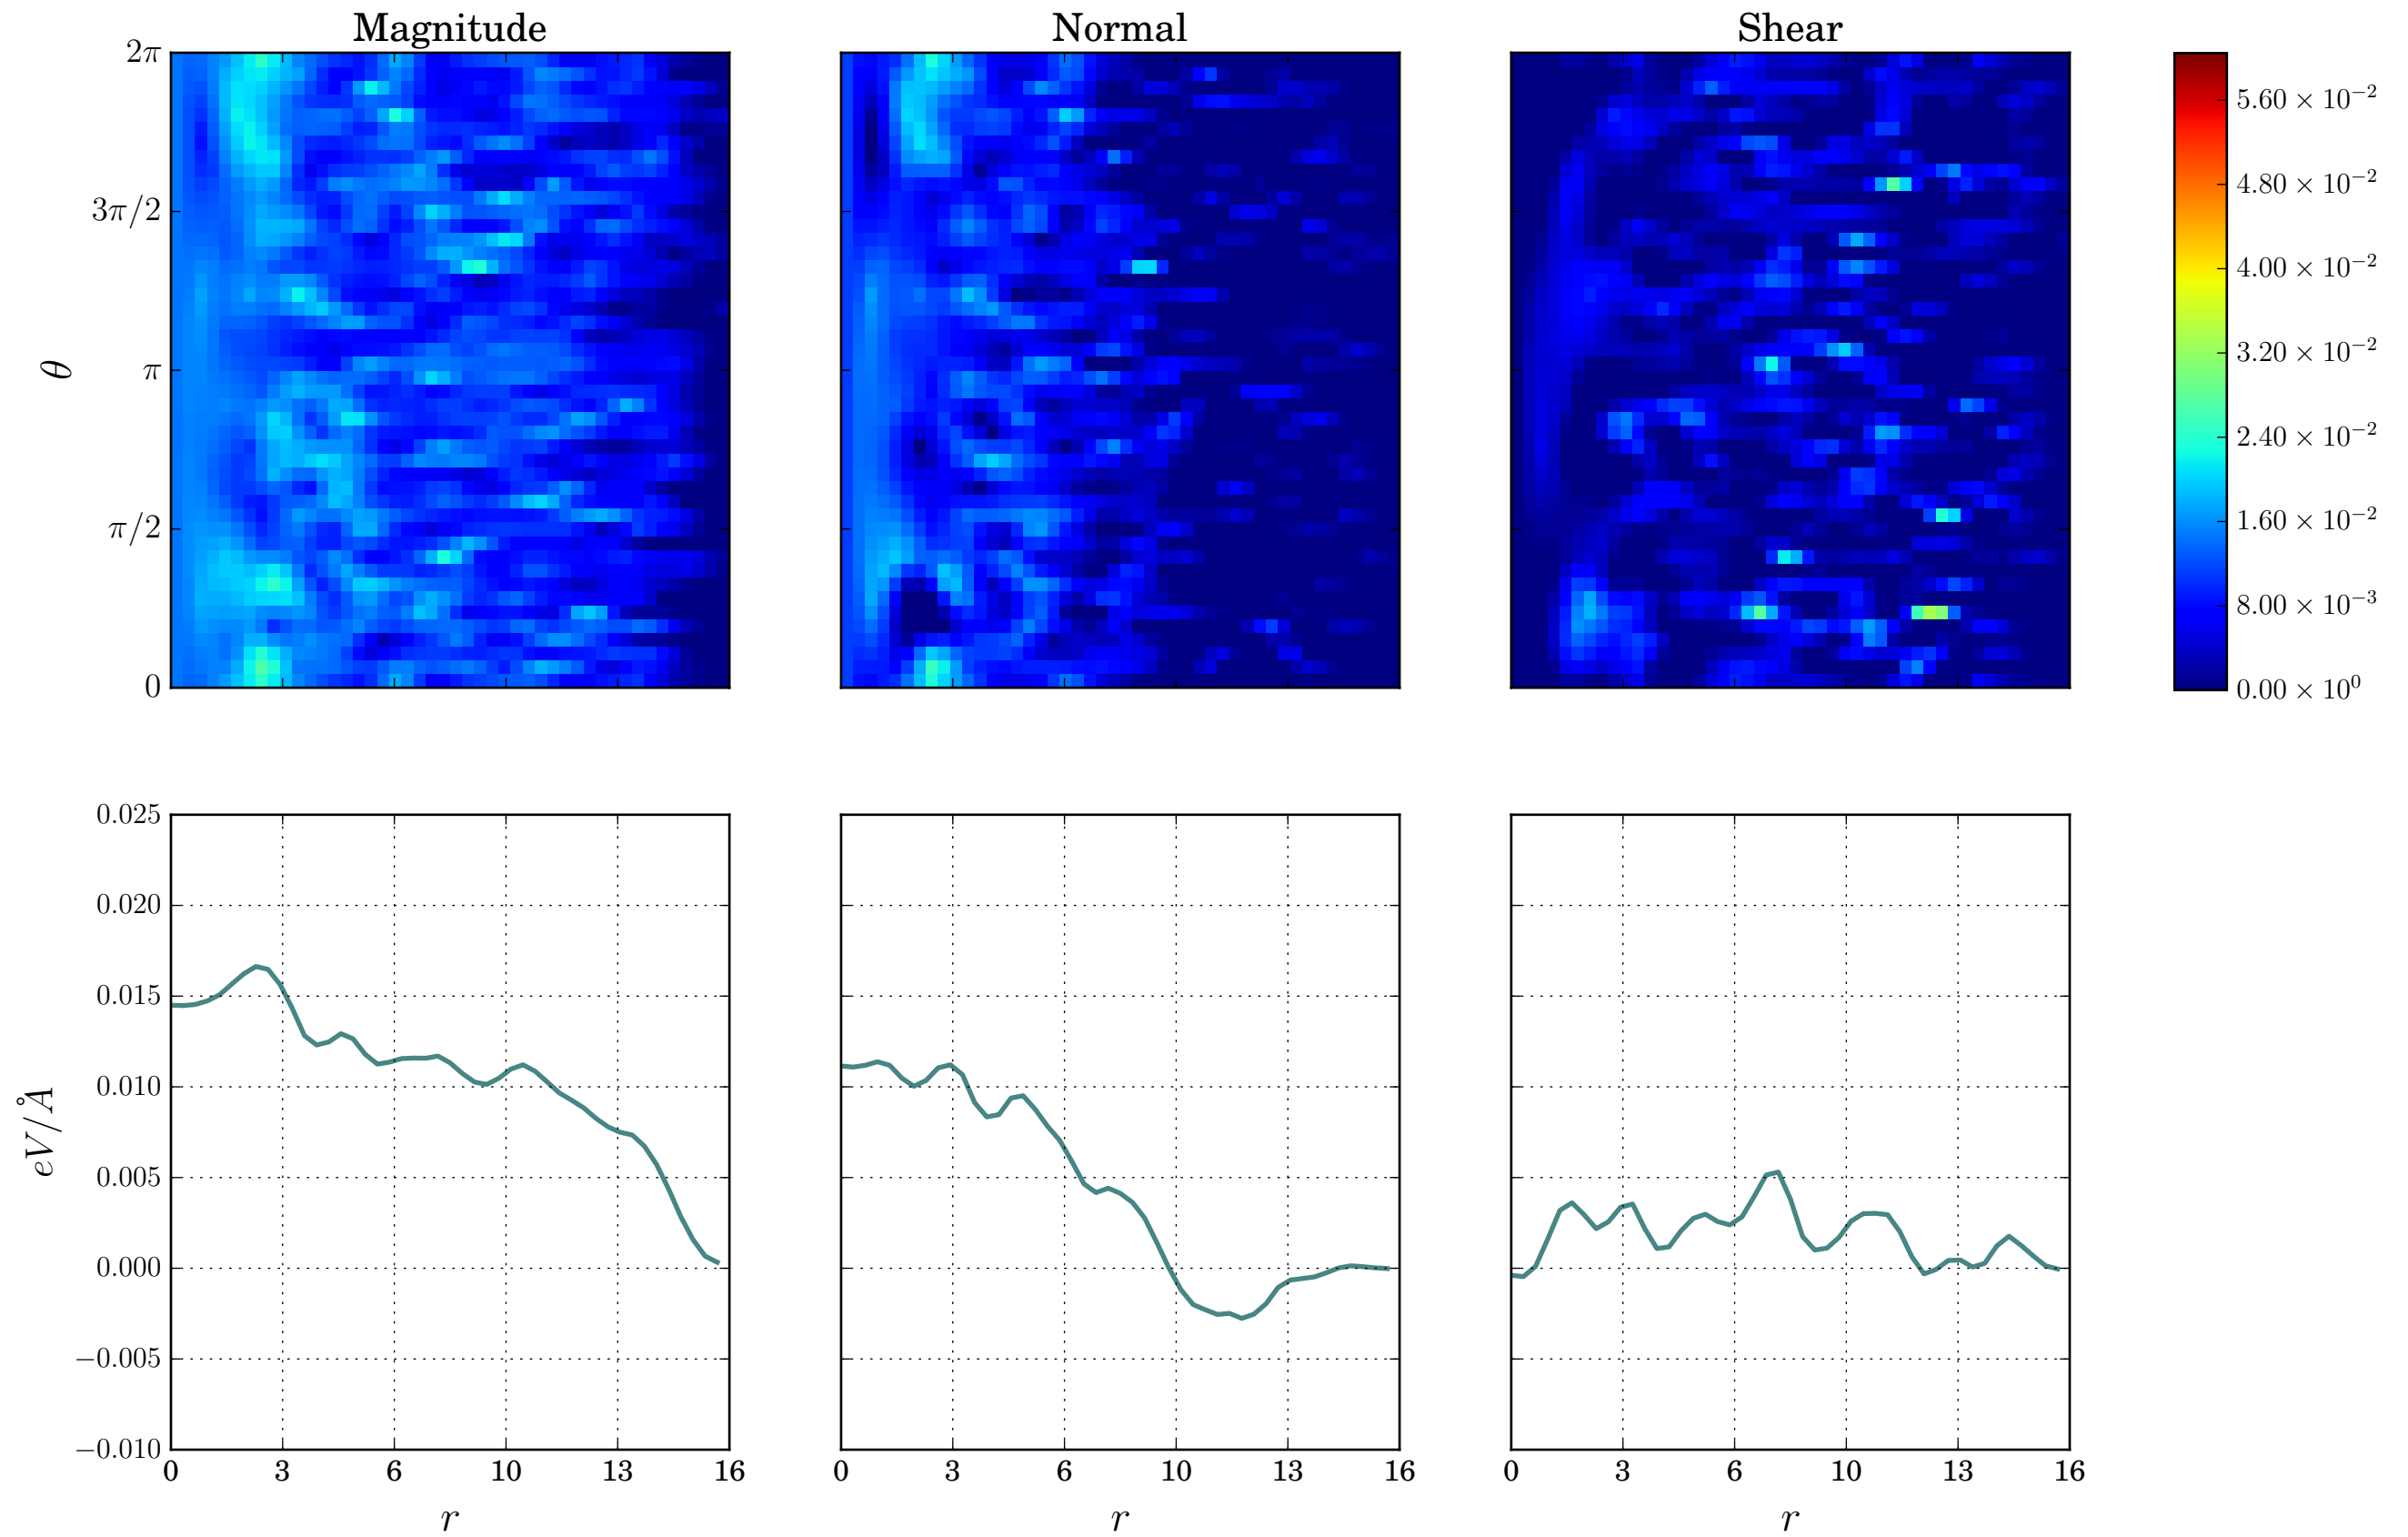 Magnitude
Normal
Shear
2π
3π/2
π
π/2
0
θ
5.60 × 10⁻²
4.80 × 10⁻²
4.00 × 10⁻²
3.20 × 10⁻²
2.40 × 10⁻²
1.60 × 10⁻²
8.00 × 10⁻³
0.00 × 10⁰
0.025
0.020
0.015
0.010
0.005
0.000
−0.005
−0.010
eV/Å
0 3 6 10 13 16
0 3 6 10 13 16
0 3 6 10 13 16
r
r
r